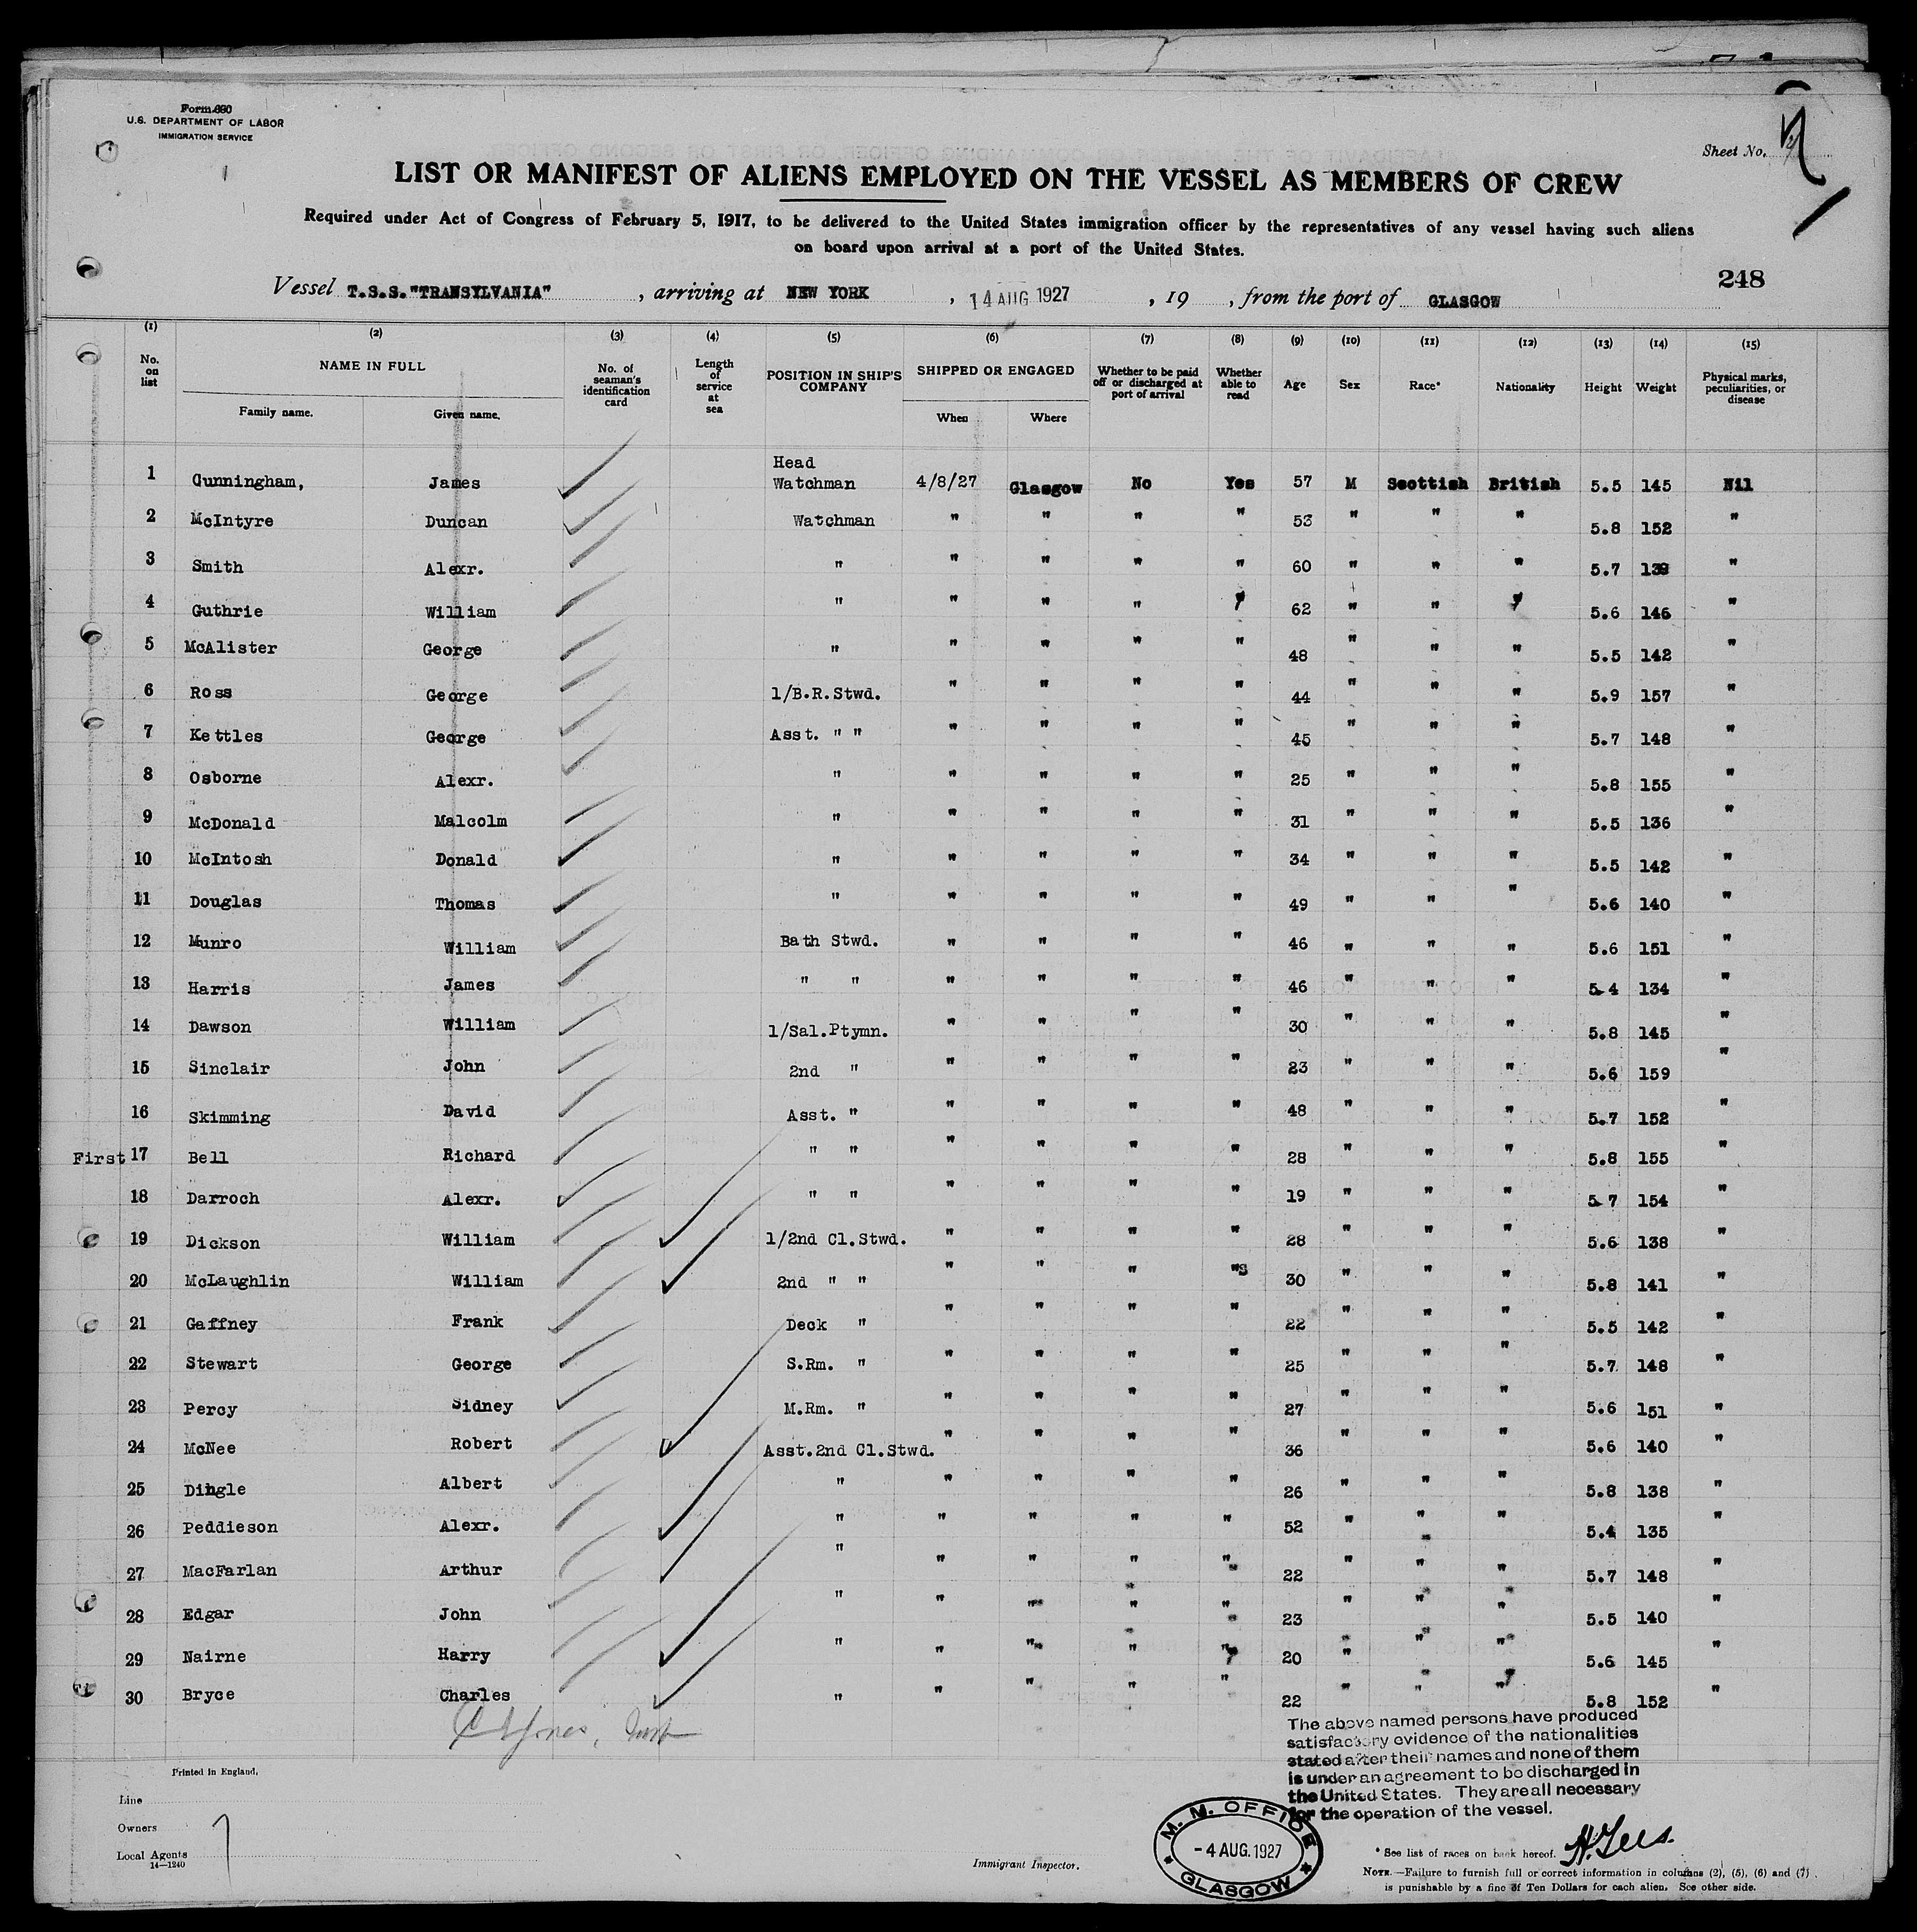 Form 680
U.S. DEPARTMENT OF LABOR
IMMIGRATION SERVICE
Sheet No.
LIST OR MANIFEST OF ALIENS EMPLOYED ON THE VESSEL AS MEMBERS OF CREW
Required under Act of Congress of February 5, 1917, to be delivered to the United States immigration officer by the representatives of any vessel having such aliens
on board upon arrival at a port of the United States.
248
Vessel T.S.S."TRANSYLVANIA", arriving at NEW YORK, 14 AUG 1927, 19 , from the port of GLASGOW
(1) (2) (3) (4) (5) (6) (7) (8) (9) (10) (11) (12) (13) (14) (15)
No. on list NAME IN FULL Family name. Given name. No. of seaman's identification card Length of service at sea POSITION IN SHIP'S COMPANY SHIPPED OR ENGAGED When Where Whether to be paid off or discharged at port of arrival Whether able to read Age Sex Race* Nationality Height Weight Physical marks, peculiarities, or disease
1 Cunningham, James Head Watchman 4/8/27 Glasgow No Yes 57 M Scottish British 5.5 145 Nil
2 McIntyre Duncan Watchman " " " " 53 " " " 5.8 152 "
3 Smith Alexr. " " " " " 60 " " " 5.7 "
4 Guthrie William " " " " " 62 " " " 5.6 146 "
5 McAlister George " " " " " 48 " " " 5.5 142 "
6 Ross George 1/B.R.Stwd. " " " " 44 " " " 5.9 157 "
7 Kettles George Asst. " " " " " " 45 " " " 5.7 148 "
8 Osborne Alexr. " " " " " 25 " " " 5.8 155 "
9 McDonald Malcolm " " " " " 31 " " " 5.5 136 "
10 McIntosh Donald " " " " " 34 " " " 5.5 142 "
11 Douglas Thomas " " " " " 49 " " " 5.6 140 "
12 Munro William Bath Stwd. " " " " 46 " " " 5.6 151 "
13 Harris James " " " " " " 46 " " " 5.4 134 "
14 Dawson William 1/Sal.Ptymn. " " " " 30 " " " 5.8 145 "
15 Sinclair John 2nd " " " " " 23 " " " 5.6 159 "
16 Skimming David Asst. " " " " " 48 " " " 5.7 152 "
First 17 Bell Richard " " " " " " 28 " " " 5.8 155 "
18 Darroch Alexr. " " " " " " 19 " " " 5.7 154 "
19 Dickson William 1/2nd Cl.Stwd. " " " " 28 " " " 5.6 138 "
20 McLaughlin William 2nd " " " " " " 30 " " " 5.8 141 "
21 Gaffney Frank Deck " " " " " 22 " " " 5.5 142 "
22 Stewart George S.Rm. " " " " " 25 " " " 5.7 148 "
23 Percy Sidney M.Rm. " " " " " 27 " " " 5.6 151 "
24 McNee Robert Asst.2nd Cl.Stwd. " " " " 36 " " " 5.6 140 "
25 Dingle Albert " " " " " 26 " " " 5.8 138 "
26 Peddieson Alexr. " " " " " 52 " " " 5.4 135 "
27 MacFarlan Arthur " " " " " 22 " " " 5.7 148 "
28 Edgar John " " " " " 23 " " " 5.5 140 "
29 Nairne Harry " " " " " 20 " " " 5.6 145 "
30 Bryce Charles " " " " " 22 " " " 5.8 152 "
The above named persons have produced
satisfactory evidence of the nationalities
stated after their names and none of them
is under an agreement to be discharged in
the United States. They are all necessary
for the operation of the vessel.
Printed in England.
Line
Owners
Local Agents
14—1240
Immigrant Inspector.
M. M. OFFICE
-4 AUG. 1927
GLASGOW
* See list of races on back hereof.
NOTE.—Failure to furnish full or correct information in columns (2), (5), (6) and (7)
is punishable by a fine of Ten Dollars for each alien. See other side.